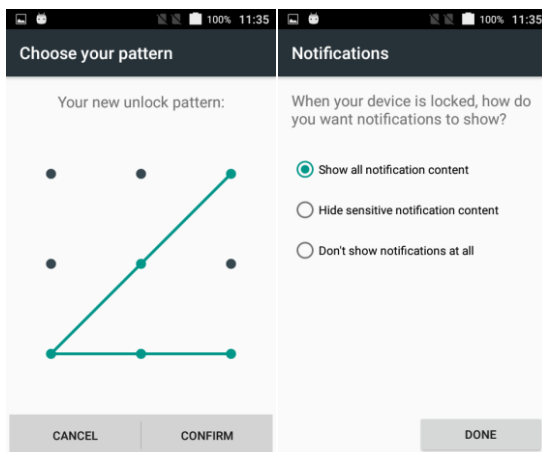 100% 11:35
Choose your pattern
Your new unlock pattern:
CANCEL CONFIRM
100% 11:35
Notifications
When your device is locked, how do
you want notifications to show?
Show all notification content
Hide sensitive notification content
Don't show notifications at all
DONE